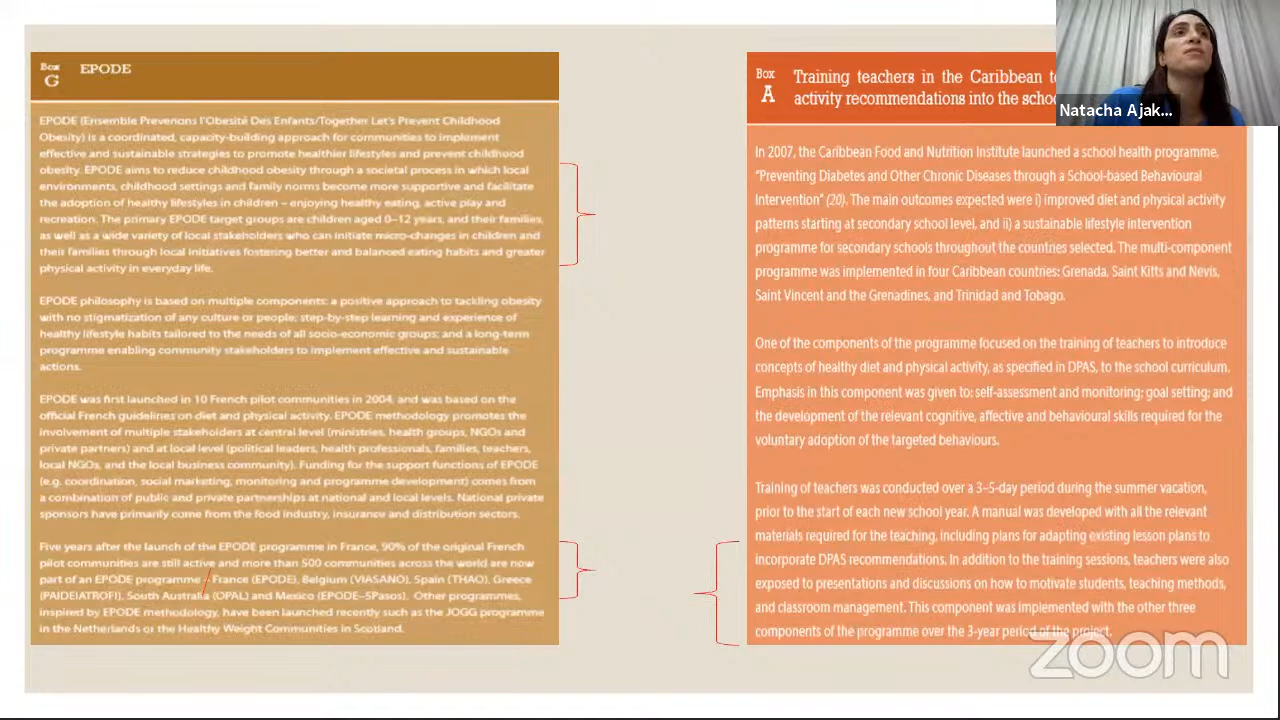 Box
G
EPODE
EPODE (Ensemble Prevenons l'Obesité Des Enfants/Together Let's Prevent Childhood
Obesity) is a coordinated, capacity-building approach for communities to implement
effective and sustainable strategies to promote healthier lifestyles and prevent childhood
obesity. EPODE aims to reduce childhood obesity through a societal process in which local
environments, childhood settings and family norms become more supportive and facilitate
the adoption of healthy lifestyles in children – enjoying healthy eating, active play and
recreation. The primary EPODE target groups are children aged 0–12 years, and their families,
as well as a wide variety of local stakeholders who can initiate micro-changes in children and
their families through local initiatives fostering better and balanced eating habits and greater
physical activity in everyday life.
EPODE philosophy is based on multiple components: a positive approach to tackling obesity
with no stigmatization of any culture or people; step-by-step learning and experience of
healthy lifestyle habits tailored to the needs of all socio-economic groups; and a long-term
programme enabling community stakeholders to implement effective and sustainable
actions.
EPODE was first launched in 10 French pilot communities in 2004, and was based on the
official French guidelines on diet and physical activity. EPODE methodology promotes the
involvement of multiple stakeholders at central level (ministries, health groups, NGOs and
private partners) and at local level (political leaders, health professionals, families, teachers,
local NGOs, and the local business community). Funding for the support functions of EPODE
(e.g. coordination, social marketing, monitoring and programme development) comes from
a combination of public and private partnerships at national and local levels. National private
sponsors have primarily come from the food industry, insurance and distribution sectors.
Five years after the launch of the EPODE programme in France, 90% of the original French
pilot communities are still active and more than 500 communities across the world are now
part of an EPODE programme – France (EPODE), Belgium (VIASANO), Spain (THAO), Greece
(PAIDEIATROFI), South Australia (OPAL) and Mexico (EPODE–5Pasos). Other programmes,
inspired by EPODE methodology, have been launched recently such as the JOGG programme
in the Netherlands or the Healthy Weight Communities in Scotland.
Box
A
Training teachers in the Caribbean
activity recommendations into the
In 2007, the Caribbean Food and Nutrition Institute launched a school health programme,
"Preventing Diabetes and Other Chronic Diseases through a School-based Behavioural
Intervention" (20). The main outcomes expected were i) improved diet and physical activity
patterns starting at secondary school level, and ii) a sustainable lifestyle intervention
programme for secondary schools throughout the countries selected. The multi-component
programme was implemented in four Caribbean countries: Grenada, Saint Kitts and Nevis,
Saint Vincent and the Grenadines, and Trinidad and Tobago.
One of the components of the programme focused on the training of teachers to introduce
concepts of healthy diet and physical activity, as specified in DPAS, to the school curriculum.
Emphasis in this component was given to: self-assessment and monitoring; goal setting; and
the development of the relevant cognitive, affective and behavioural skills required for the
voluntary adoption of the targeted behaviours.
Training of teachers was conducted over a 3–5-day period during the summer vacation,
prior to the start of each new school year. A manual was developed with all the relevant
materials required for the teaching, including plans for adapting existing lesson plans to
incorporate DPAS recommendations. In addition to the training sessions, teachers were also
exposed to presentations and discussions on how to motivate students, teaching methods,
and classroom management. This component was implemented with the other three
components of the programme over the 3-year period of the project.
Natacha Ajak...
zoom